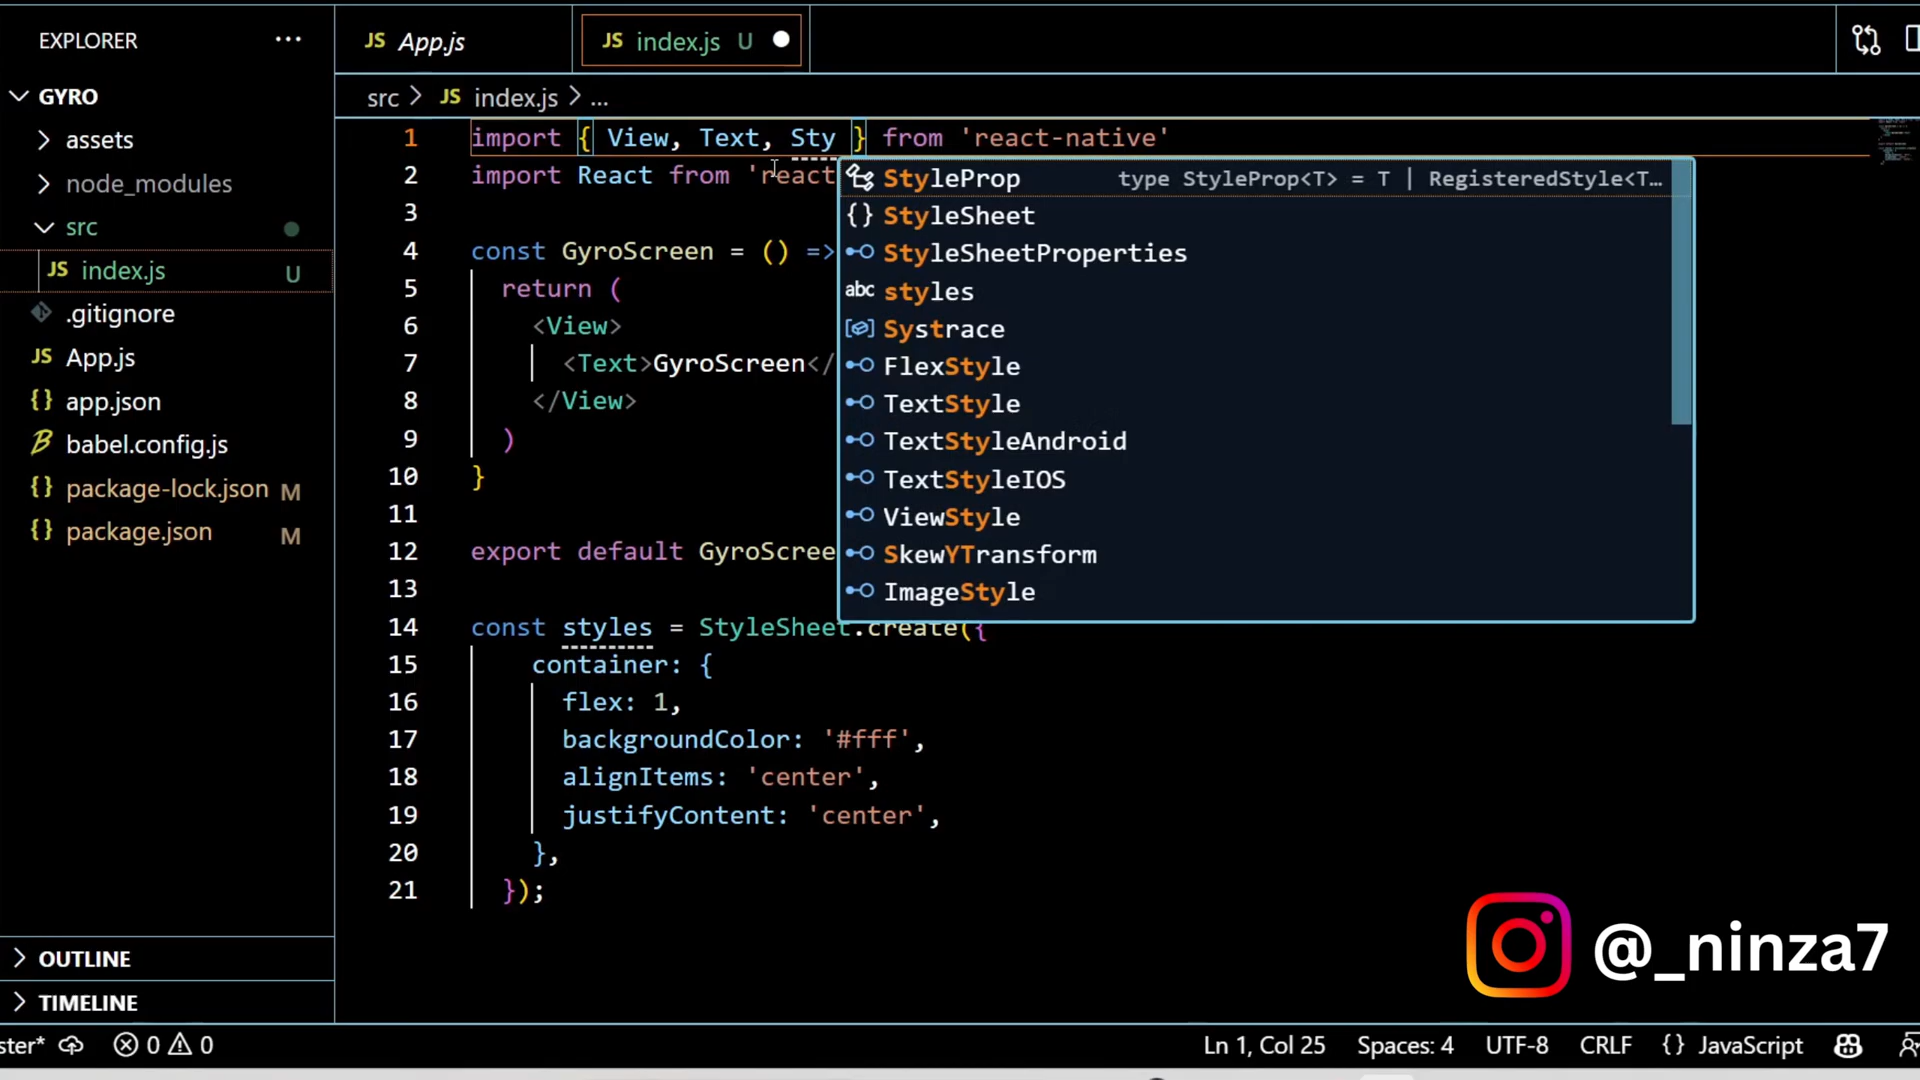 EXPLORER ...
GYRO
assets
node_modules
src
JS index.js U
.gitignore
JS App.js
{} app.json
babel.config.js
{} package-lock.json M
{} package.json M
OUTLINE
TIMELINE
JS App.js
JS index.js U
src > JS index.js > ...
1 import { View, Text, Sty } from 'react-native'
2 import React from 'react
3
4 const GyroScreen = () =>
5 return (
6 <View>
7 <Text>GyroScreen</
8 </View>
9 )
10 }
11
12 export default GyroScree
13
14 const styles = StyleSheet.create({
15 container: {
16 flex: 1,
17 backgroundColor: '#fff',
18 alignItems: 'center',
19 justifyContent: 'center',
20 },
21 });
StyleProp type StyleProp<T> = T | RegisteredStyle<T...
{} StyleSheet
StyleSheetProperties
abc styles
Systrace
FlexStyle
TextStyle
TextStyleAndroid
TextStyleIOS
ViewStyle
SkewYTransform
ImageStyle
@_ninza7
ster* 0 0 Ln 1, Col 25 Spaces: 4 UTF-8 CRLF {} JavaScript